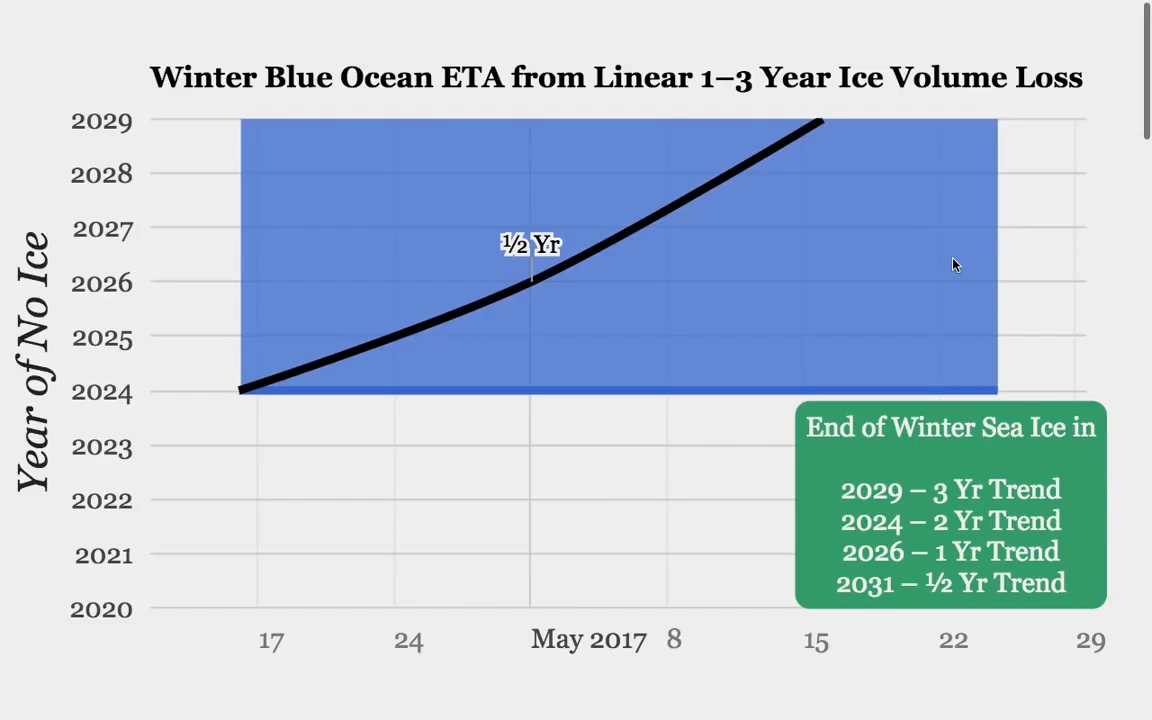 Winter Blue Ocean ETA from Linear 1–3 Year Ice Volume Loss
Year of No Ice
2029
2028
2027
2026
2025
2024
2023
2022
2021
2020
½ Yr
End of Winter Sea Ice in
2029 – 3 Yr Trend
2024 – 2 Yr Trend
2026 – 1 Yr Trend
2031 – ½ Yr Trend
17 24 May 2017 8 15 22 29